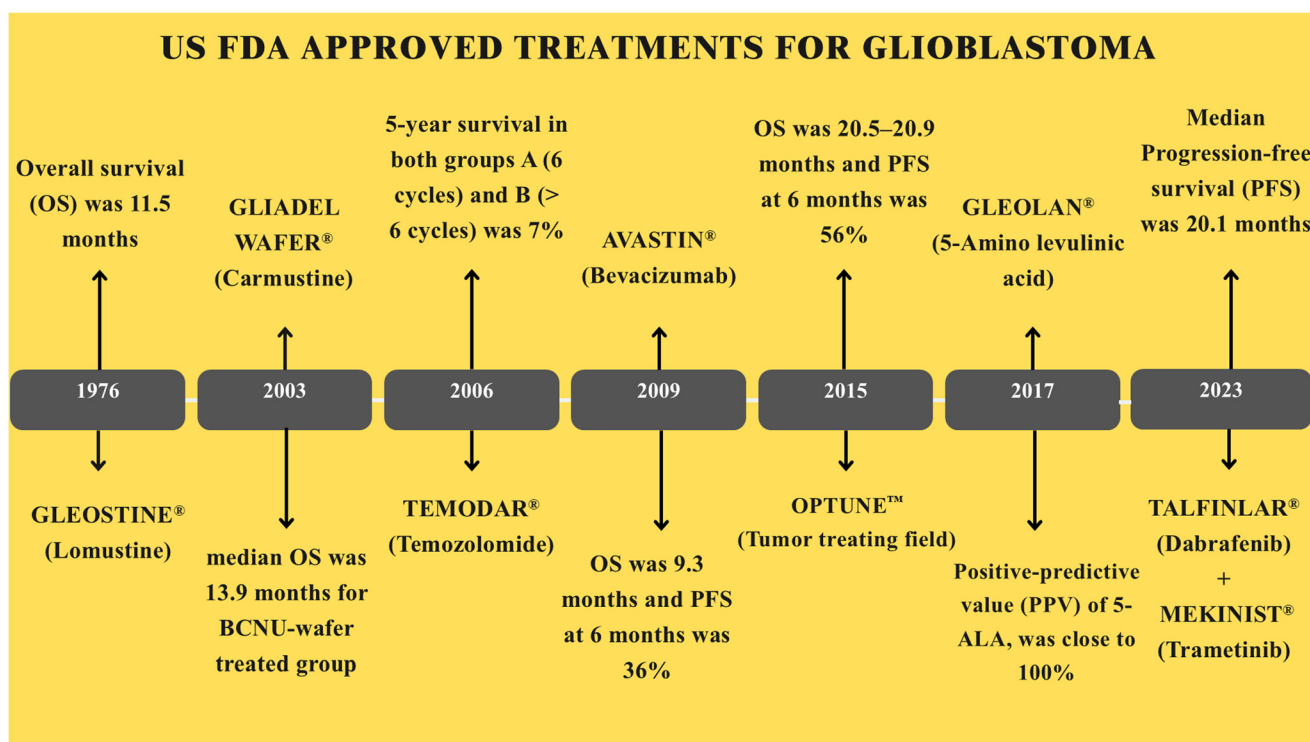 US FDA APPROVED TREATMENTS FOR GLIOBLASTOMA
Overall survival
(OS) was 11.5
months
1976
GLEOSTINE®
(Lomustine)
GLIADEL
WAFER®
(Carmustine)
2003
median OS was
13.9 months for
BCNU-wafer
treated group
5-year survival in
both groups A (6
cycles) and B (>
6 cycles) was 7%
2006
TEMODAR®
(Temozolomide)
AVASTIN®
(Bevacizumab)
2009
OS was 9.3
months and PFS
at 6 months was
36%
OS was 20.5–20.9
months and PFS
at 6 months was
56%
2015
OPTUNE™
(Tumor treating field)
GLEOLAN®
(5-Amino levulinic
acid)
2017
Positive-predictive
value (PPV) of 5-
ALA, was close to
100%
Median
Progression-free
survival (PFS)
was 20.1 months
2023
TALFINLAR®
(Dabrafenib)
+
MEKINIST®
(Trametinib)